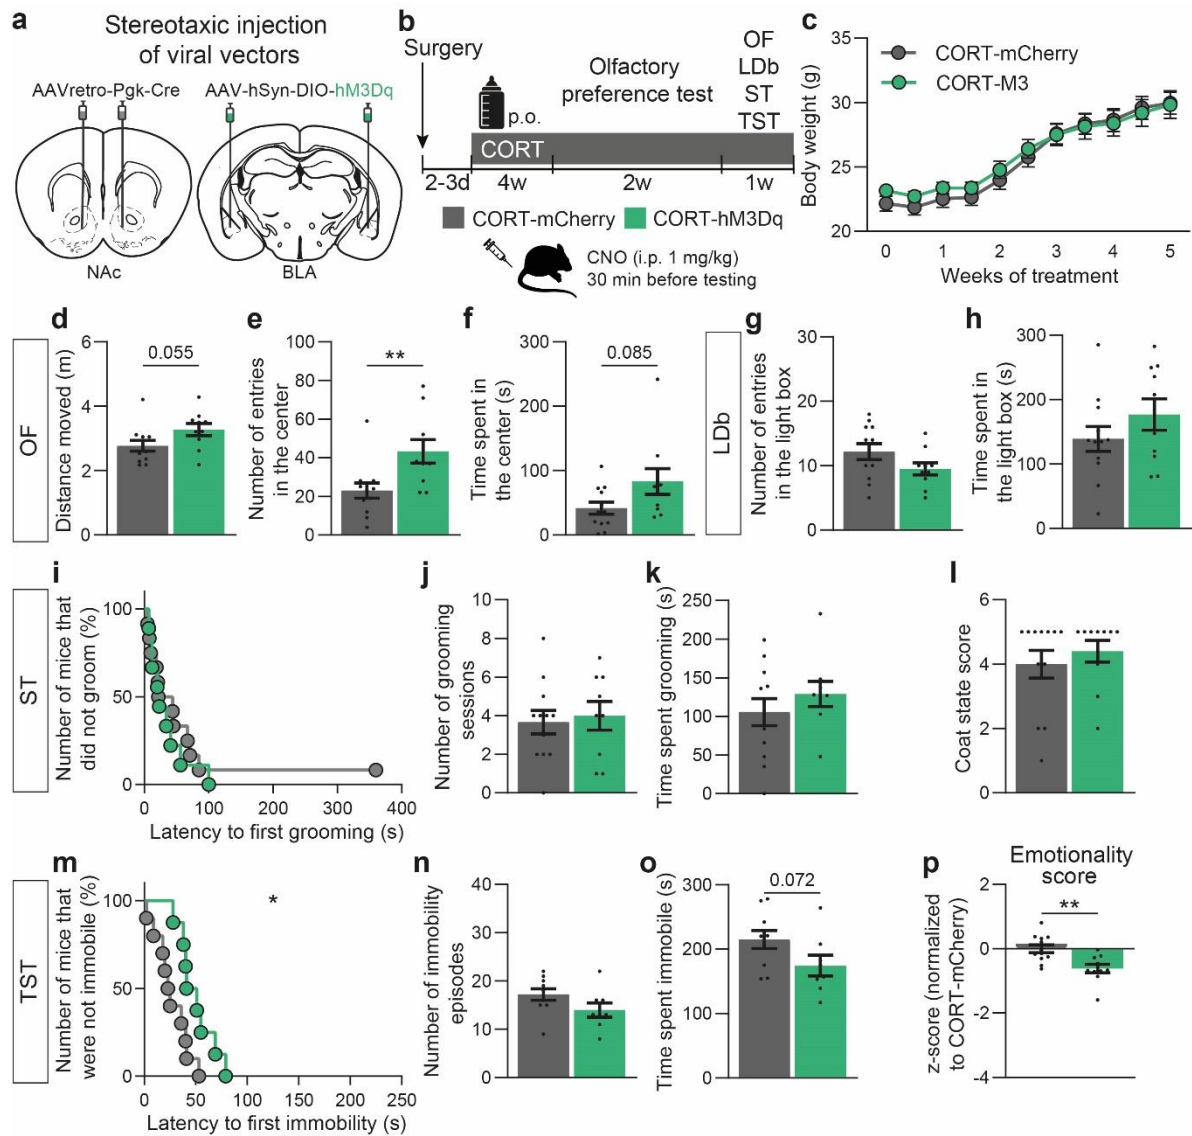 a
Stereotaxic injection
of viral vectors
AAVretro-Pgk-Cre
AAV-hSyn-DIO-hM3Dq
NAc
BLA
b
Surgery
p.o.
Olfactory
preference test
OF
LDb
ST
TST
CORT
2-3d
4w
2w
1w
CORT-mCherry
CORT-hM3Dq
CNO (i.p. 1 mg/kg)
30 min before testing
c
CORT-mCherry
CORT-M3
Body weight (g)
35
30
25
20
0 1 2 3 4 5
Weeks of treatment
OF
d
Distance moved (m)
6
4
2
0
0.055
e
Number of entries
in the center
100
80
60
40
20
0
**
f
Time spent in
the center (s)
300
200
100
0
0.085
LDb
g
Number of entries
in the light box
30
20
10
0
h
Time spent in
the light box (s)
300
200
100
0
ST
i
Number of mice that
did not groom (%)
100
50
0
0 100 200 300 400
Latency to first grooming (s)
j
Number of grooming
sessions
10
8
6
4
2
0
k
Time spent grooming (s)
250
200
150
100
50
0
l
Coat state score
6
4
2
0
TST
m
Number of mice that
were not immobile (%)
100
50
0
*
0 50 100 150 200 250
Latency to first immobility (s)
n
Number of immobility
episodes
40
30
20
10
0
o
Time spent immobile (s)
300
200
100
0
0.072
p
Emotionality
score
z-score (normalized
to CORT-mCherry)
2
0
-2
-4
**